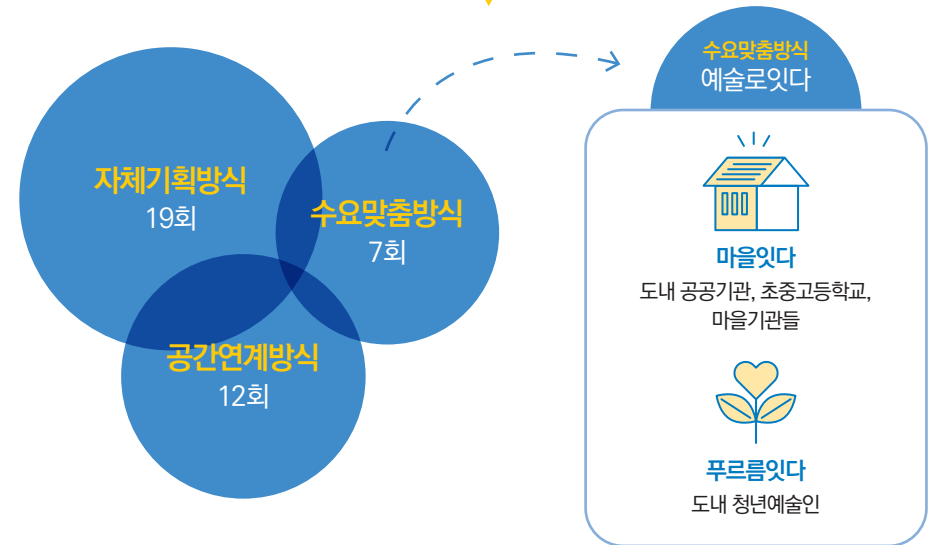 자체기획방식
19회
수요맞춤방식
7회
공간연계방식
12회
수요맞춤방식
예술로잇다
마을잇다
도내 공공기관, 초중고등학교,
마을기관들
푸르름잇다
도내 청년예술인